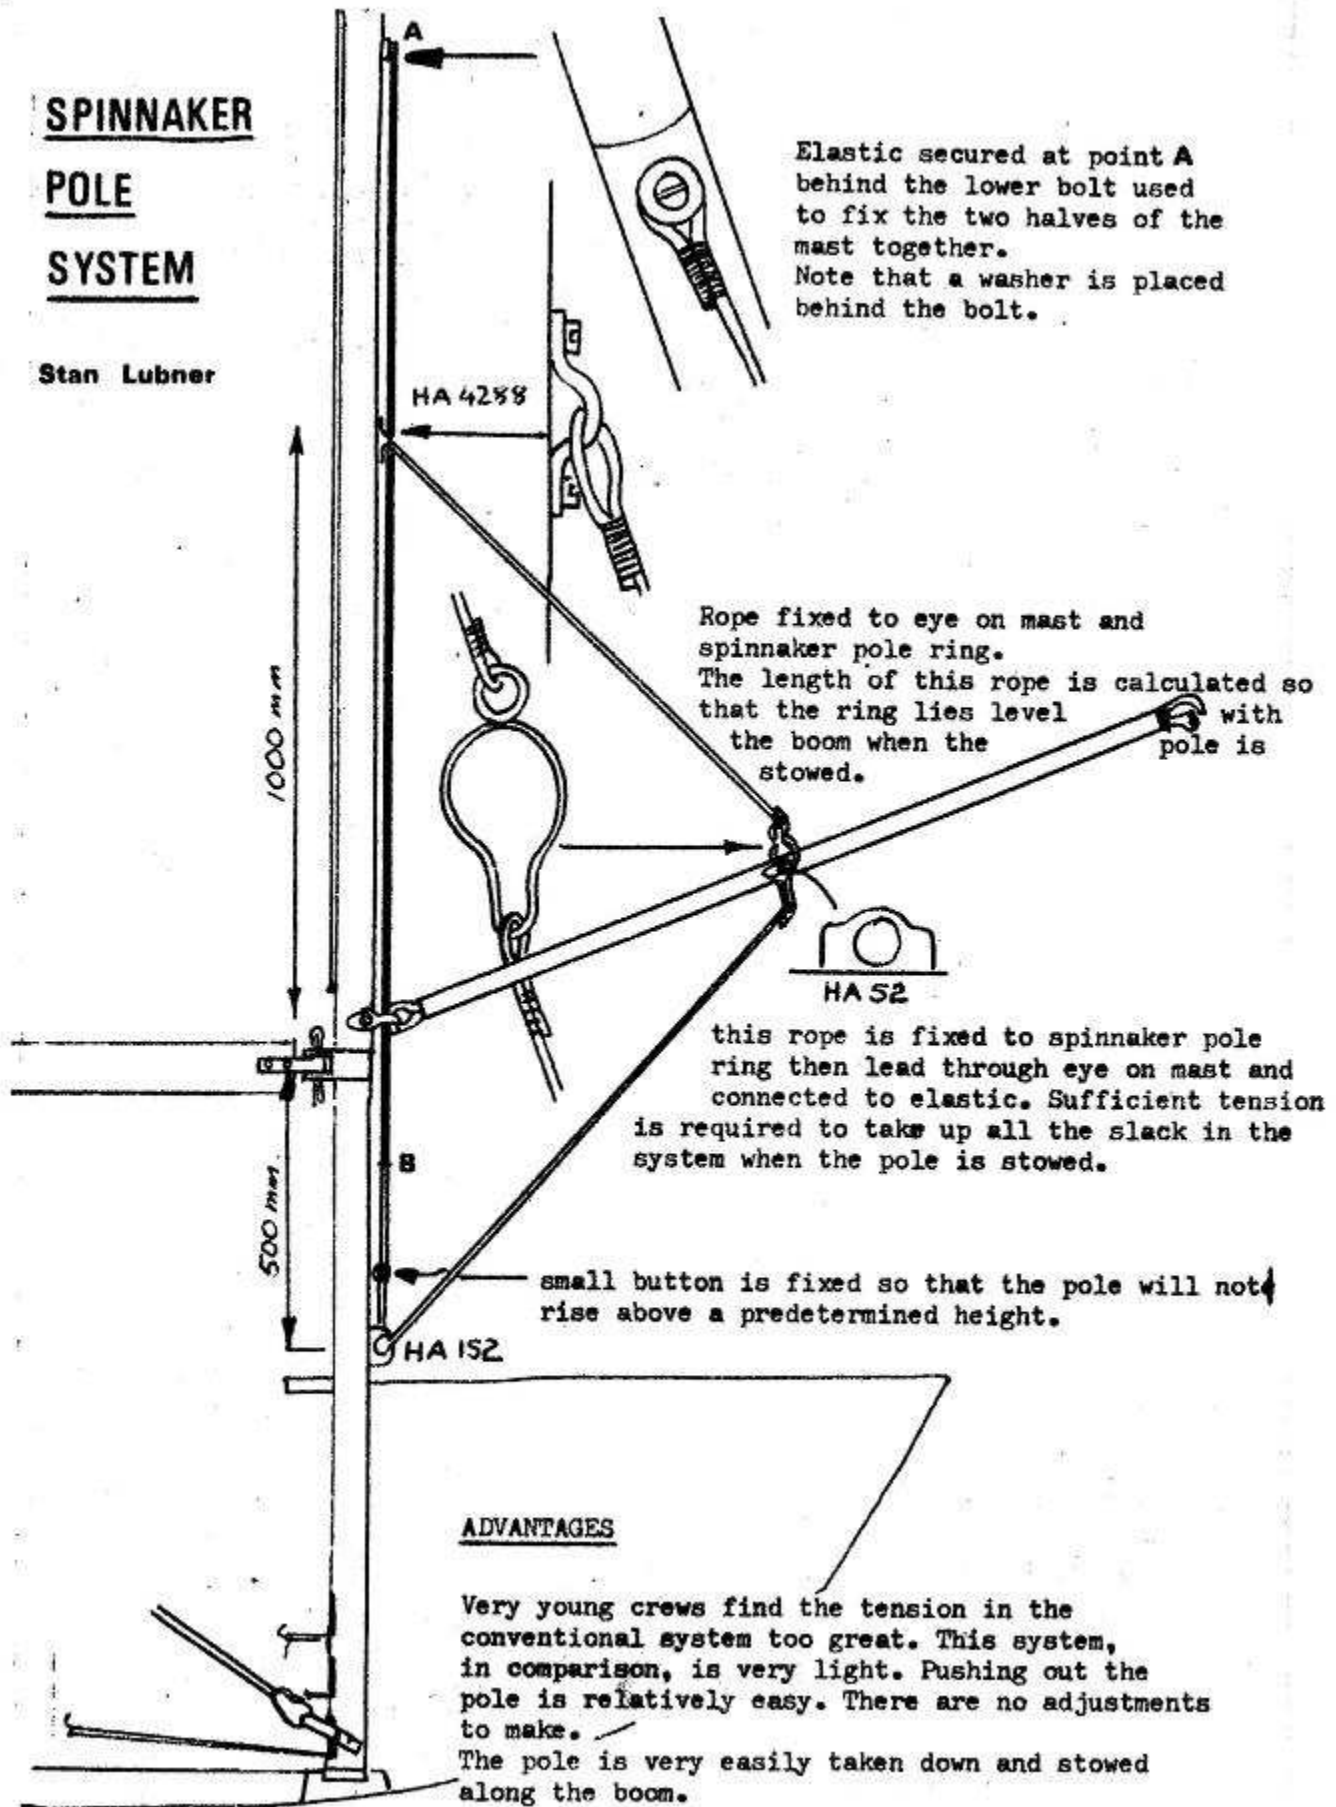 SPINNAKER
POLE
SYSTEM
Stan Lubner
A
Elastic secured at point A
behind the lower bolt used
to fix the two halves of the
mast together.
Note that a washer is placed
behind the bolt.
HA 4288
1000 mm
Rope fixed to eye on mast and
spinnaker pole ring.
The length of this rope is calculated so
that the ring lies level with
the boom when the pole is
stowed.
HA 52
this rope is fixed to spinnaker pole
ring then lead through eye on mast and
connected to elastic. Sufficient tension
is required to take up all the slack in the
system when the pole is stowed.
B
500 mm
small button is fixed so that the pole will not
rise above a predetermined height.
HA 152
ADVANTAGES
Very young crews find the tension in the
conventional system too great. This system,
in comparison, is very light. Pushing out the
pole is relatively easy. There are no adjustments
to make.
The pole is very easily taken down and stowed
along the boom.